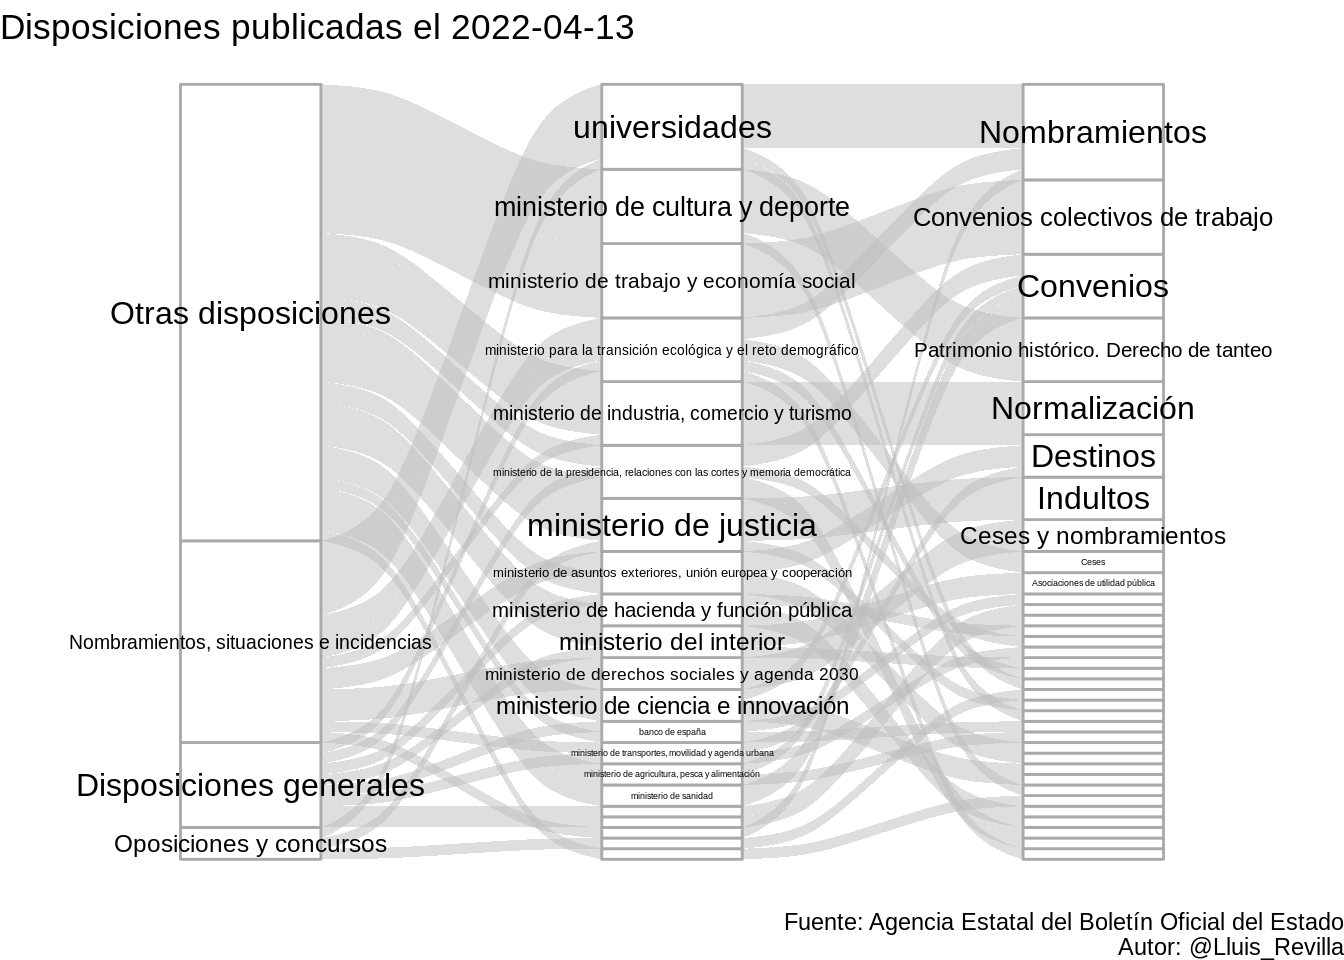 Disposiciones publicadas el 2022-04-13
Otras disposiciones
Nombramientos, situaciones e incidencias
Disposiciones generales
Oposiciones y concursos
universidades
ministerio de cultura y deporte
ministerio de trabajo y economía social
ministerio para la transición ecológica y el reto demográfico
ministerio de industria, comercio y turismo
ministerio de la presidencia, relaciones con las cortes y memoria democrática
ministerio de justicia
ministerio de asuntos exteriores, unión europea y cooperación
ministerio de hacienda y función pública
ministerio del interior
ministerio de derechos sociales y agenda 2030
ministerio de ciencia e innovación
banco de españa
ministerio de transportes, movilidad y agenda urbana
ministerio de agricultura, pesca y alimentación
ministerio de sanidad
Nombramientos
Convenios colectivos de trabajo
Convenios
Patrimonio histórico. Derecho de tanteo
Normalización
Destinos
Indultos
Ceses y nombramientos
Ceses
Asociaciones de utilidad pública
Fuente: Agencia Estatal del Boletín Oficial del Estado
Autor: @Lluis_Revilla